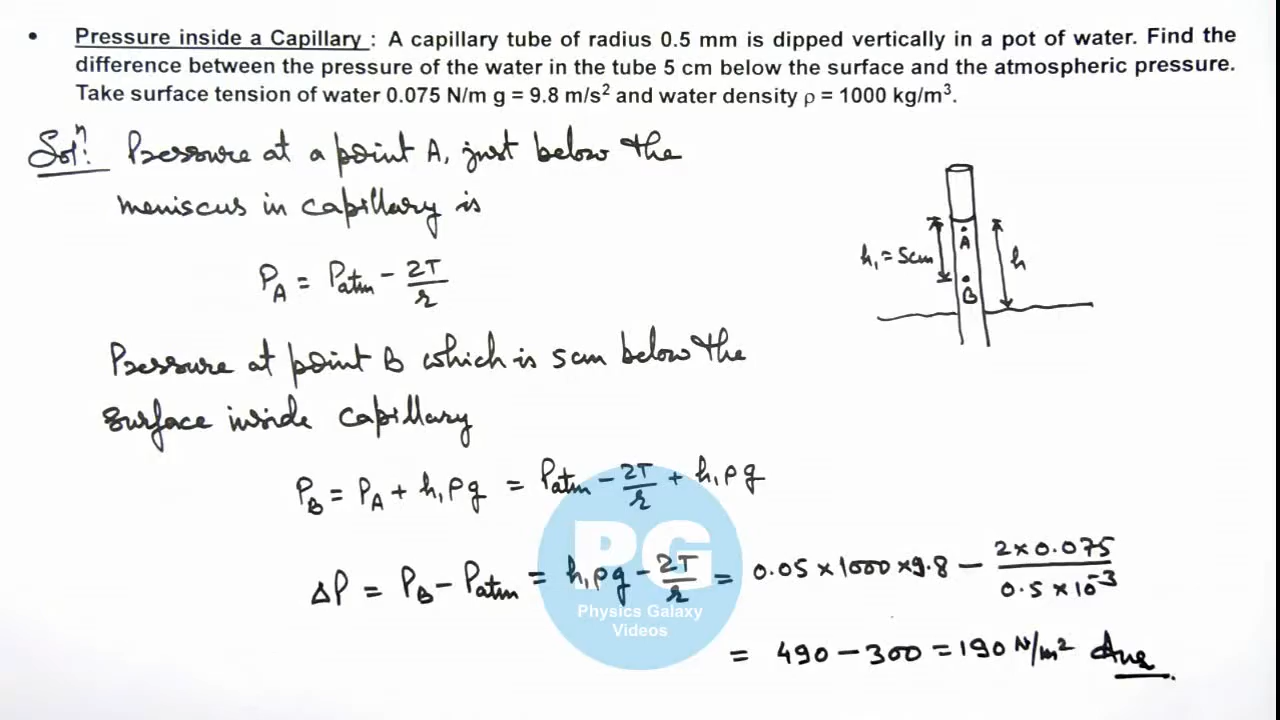 • Pressure inside a Capillary : A capillary tube of radius 0.5 mm is dipped vertically in a pot of water. Find the
difference between the pressure of the water in the tube 5 cm below the surface and the atmospheric pressure.
Take surface tension of water 0.075 N/m g = 9.8 m/s² and water density ρ = 1000 kg/m³.
Solⁿ: Pressure at a point A, just below the
meniscus in capillary is
P_A = P_atm − 2T/r
h₁ = 5cm
A
B
h
Pressure at point B which is 5cm below the
surface inside capillary
P_B = P_A + h₁ρg = P_atm − 2T/r + h₁ρg
ΔP = P_B − P_atm = h₁ρg − 2T/r = 0.05 × 1000 × 9.8 − 2×0.075/0.5×10⁻³
= 490 − 300 = 190 N/m² Ans.
PG
Physics Galaxy
Videos